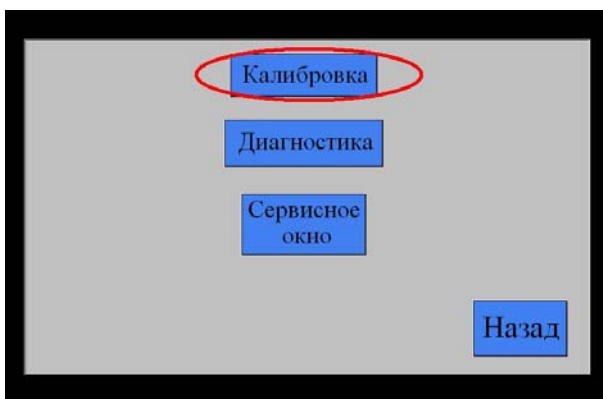 Калибровка
Диагностика
Сервисное
окно
Назад